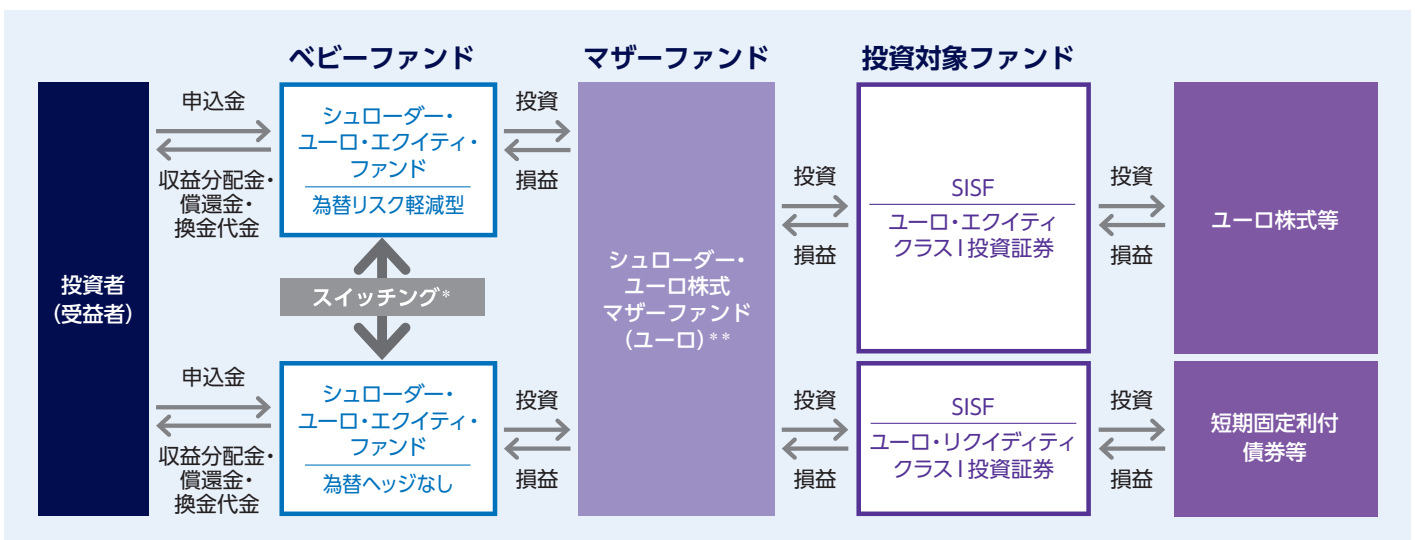 ベビーファンド
マザーファンド
投資対象ファンド
投資者
(受益者)
申込金
収益分配金・
償還金・
換金代金
シュローダー・
ユーロ・エクイティ・
ファンド
為替リスク軽減型
投資
損益
スイッチング*
申込金
収益分配金・
償還金・
換金代金
シュローダー・
ユーロ・エクイティ・
ファンド
為替ヘッジなし
投資
損益
シュローダー・
ユーロ株式
マザーファンド
(ユーロ)**
投資
損益
SISF
ユーロ・エクイティ
クラスI投資証券
投資
損益
ユーロ株式等
投資
損益
SISF
ユーロ・リクイディティ
クラスI投資証券
投資
損益
短期固定利付
債券等